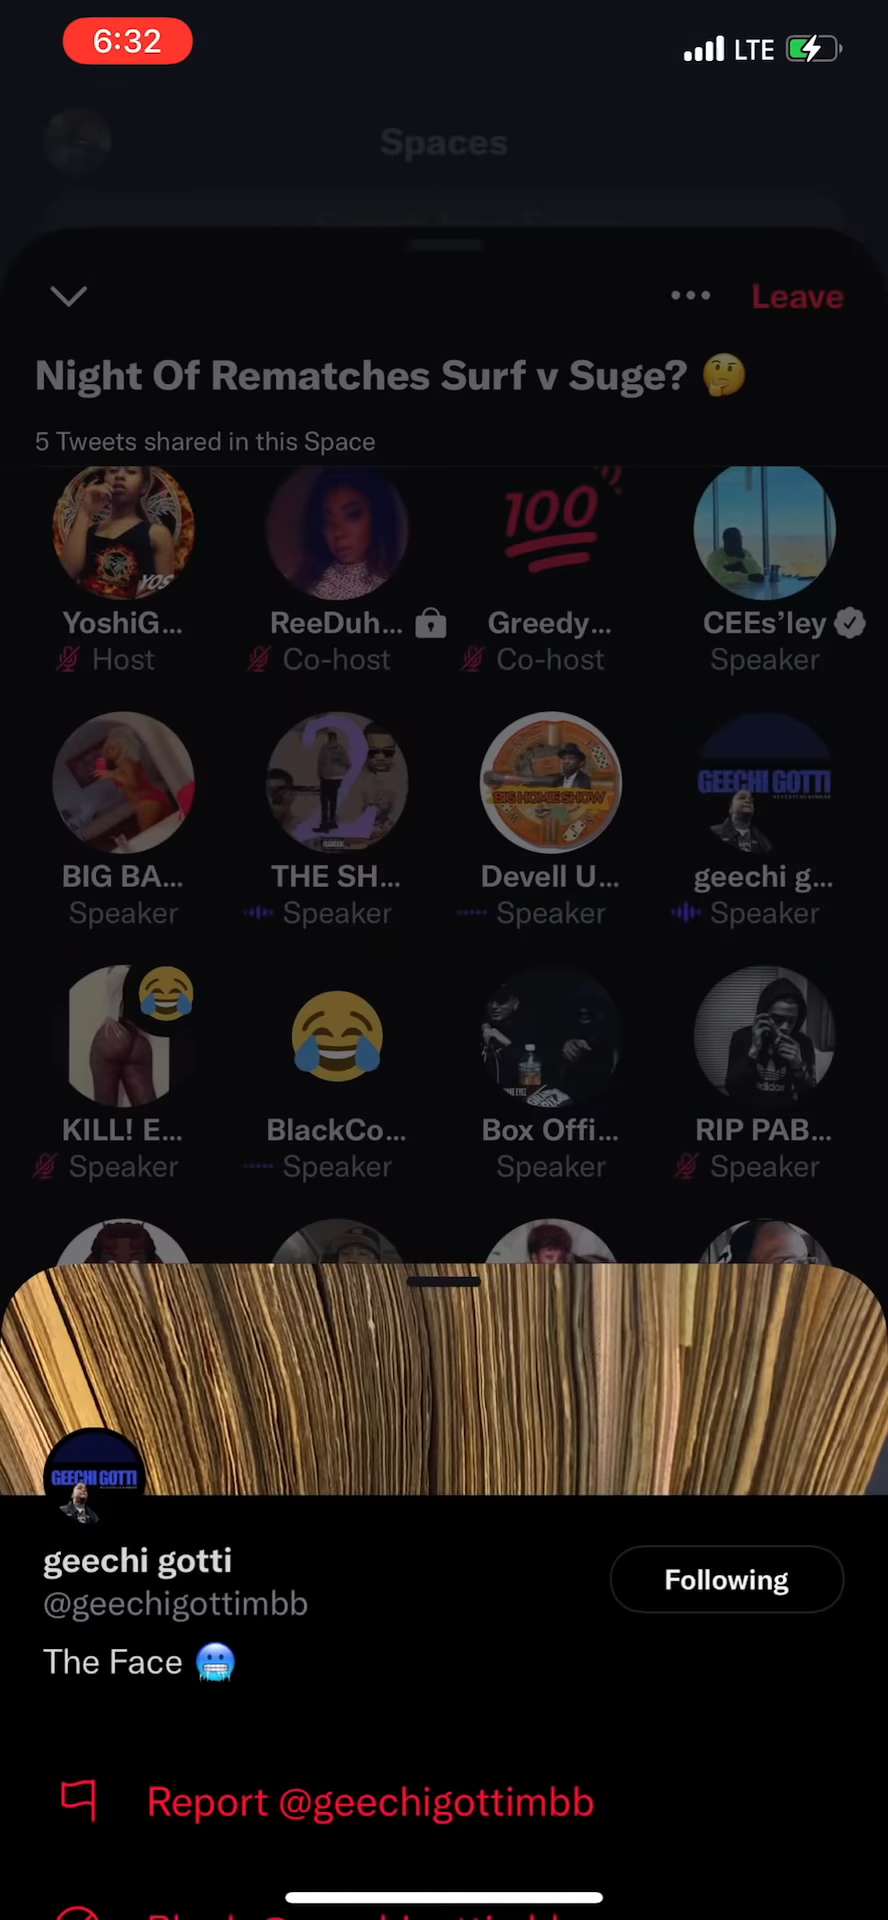 6:32
LTE
Spaces
Leave
Night Of Rematches Surf v Suge? 🤔
5 Tweets shared in this Space
100
YOS
YoshiG... ReeDuh... Greedy... CEEs’ley
Host Co-host Co-host Speaker
2
BIG HOMIE SHOW
GEECHI GOTTI
BIG BA... THE SH... Devell U... geechi g...
Speaker Speaker Speaker Speaker
adidas
KILL! E... BlackCo... Box Offi... RIP PAB...
Speaker Speaker Speaker Speaker
GEECHI GOTTI
geechi gotti
Following
@geechigottimbb
The Face 🥶
Report @geechigottimbb